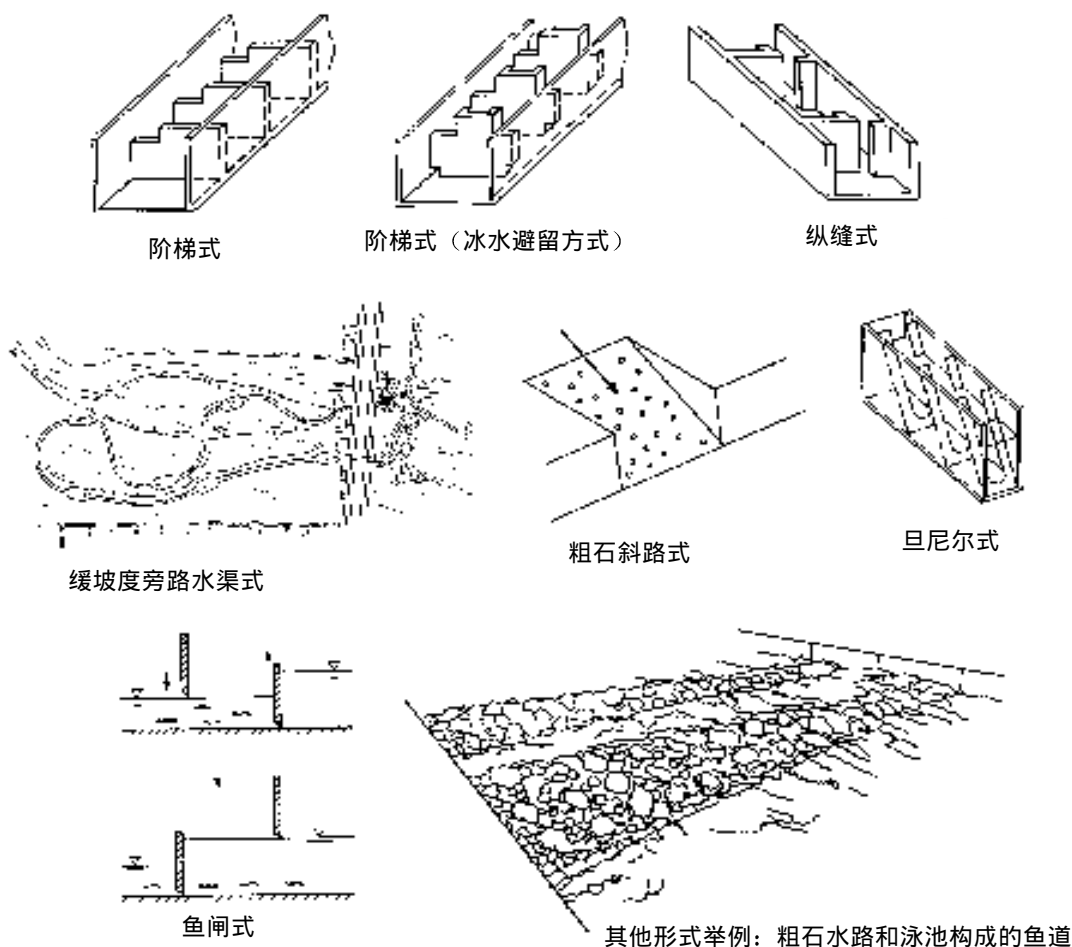 阶梯式
阶梯式（冰水避留方式）
纵缝式
缓坡度旁路水渠式
粗石斜路式
旦尼尔式
鱼闸式
其他形式举例：粗石水路和泳池构成的鱼道